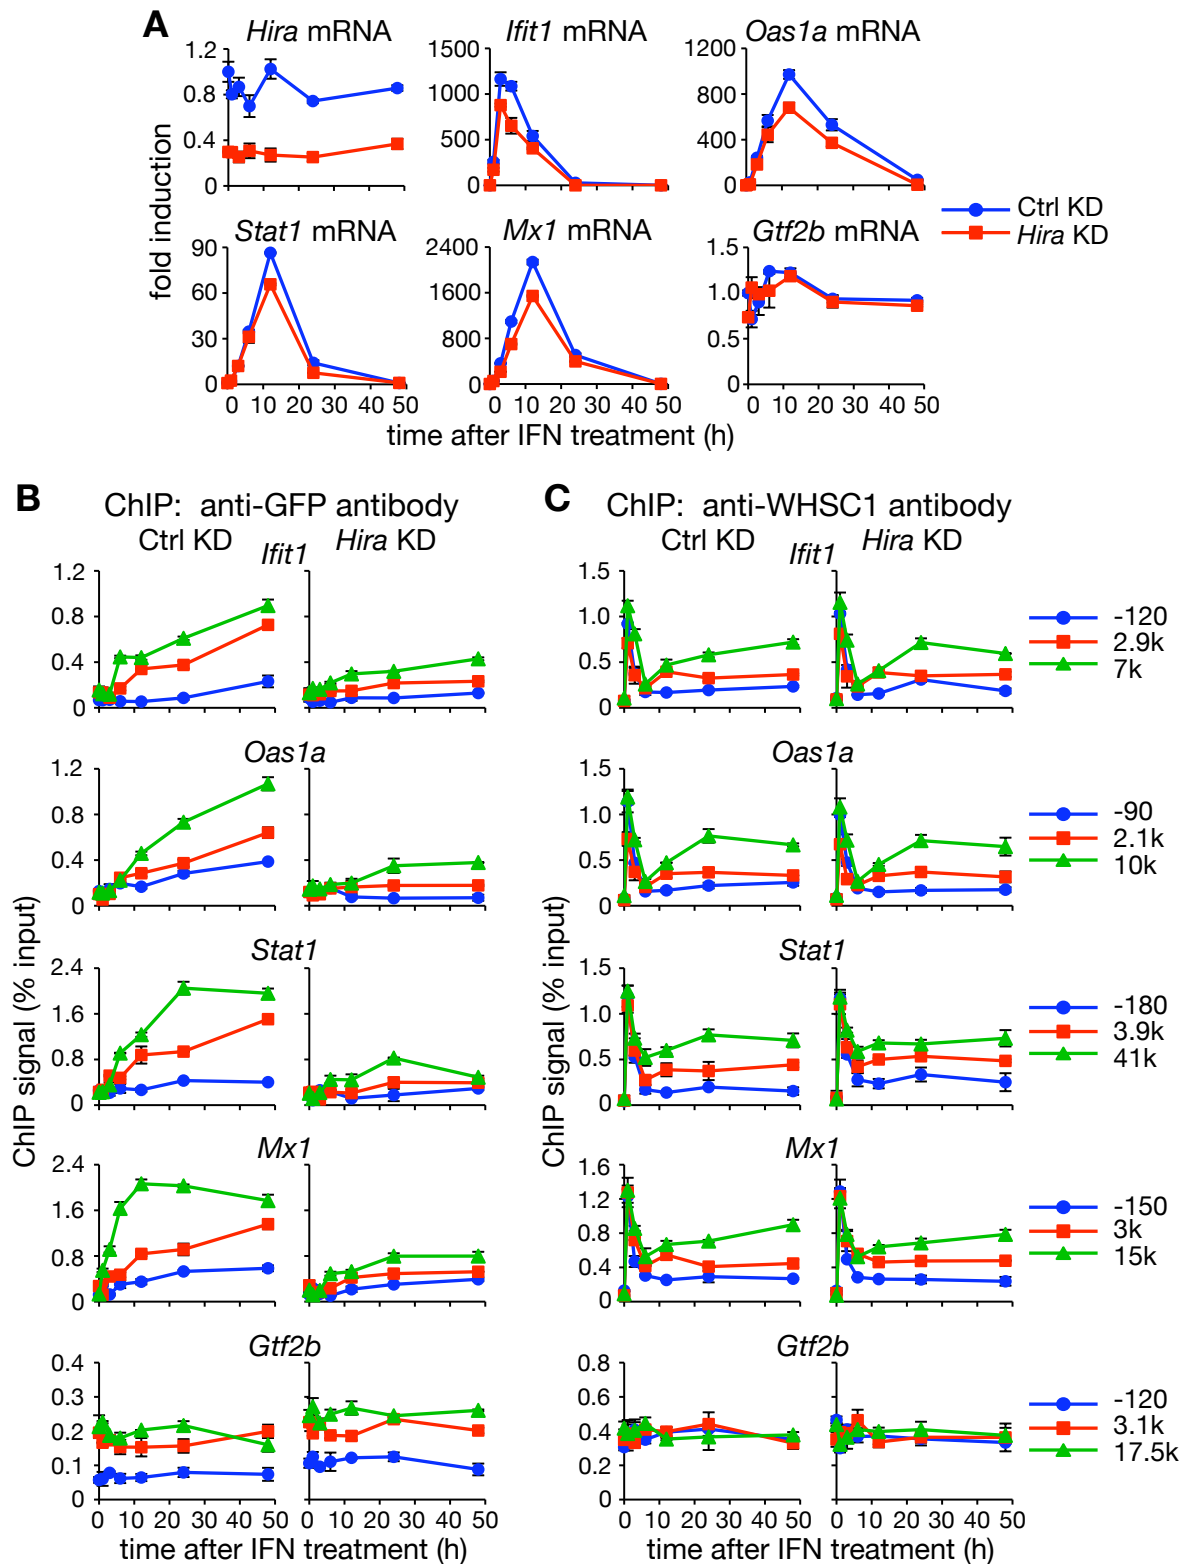 A
Hira mRNA
Ifit1 mRNA
Oas1a mRNA
1.2
0.8
0.4
0
1500
1000
500
0
1200
800
400
0
fold induction
Ctrl KD
Hira KD
Stat1 mRNA
Mx1 mRNA
Gtf2b mRNA
90
60
30
0
2400
1600
800
0
1.5
1.0
0.5
0
0 10 20 30 40 50
0 10 20 30 40 50
0 10 20 30 40 50
time after IFN treatment (h)
B
ChIP: anti-GFP antibody
Ctrl KD
Hira KD
Ifit1
1.2
0.8
0.4
0
Oas1a
1.2
0.8
0.4
0
Stat1
2.4
1.6
0.8
0
Mx1
2.4
1.6
0.8
0
Gtf2b
0.4
0.3
0.2
0.1
0
ChIP signal (% input)
0 10 20 30 40 50
0 10 20 30 40 50
time after IFN treatment (h)
C
ChIP: anti-WHSC1 antibody
Ctrl KD
Hira KD
Ifit1
1.5
1.0
0.5
0
-120
2.9k
7k
Oas1a
1.5
1.0
0.5
0
-90
2.1k
10k
Stat1
1.5
1.0
0.5
0
-180
3.9k
41k
Mx1
1.6
1.2
0.8
0.4
0
-150
3k
15k
Gtf2b
0.8
0.6
0.4
0.2
0
-120
3.1k
17.5k
ChIP signal (% input)
0 10 20 30 40 50
0 10 20 30 40 50
time after IFN treatment (h)